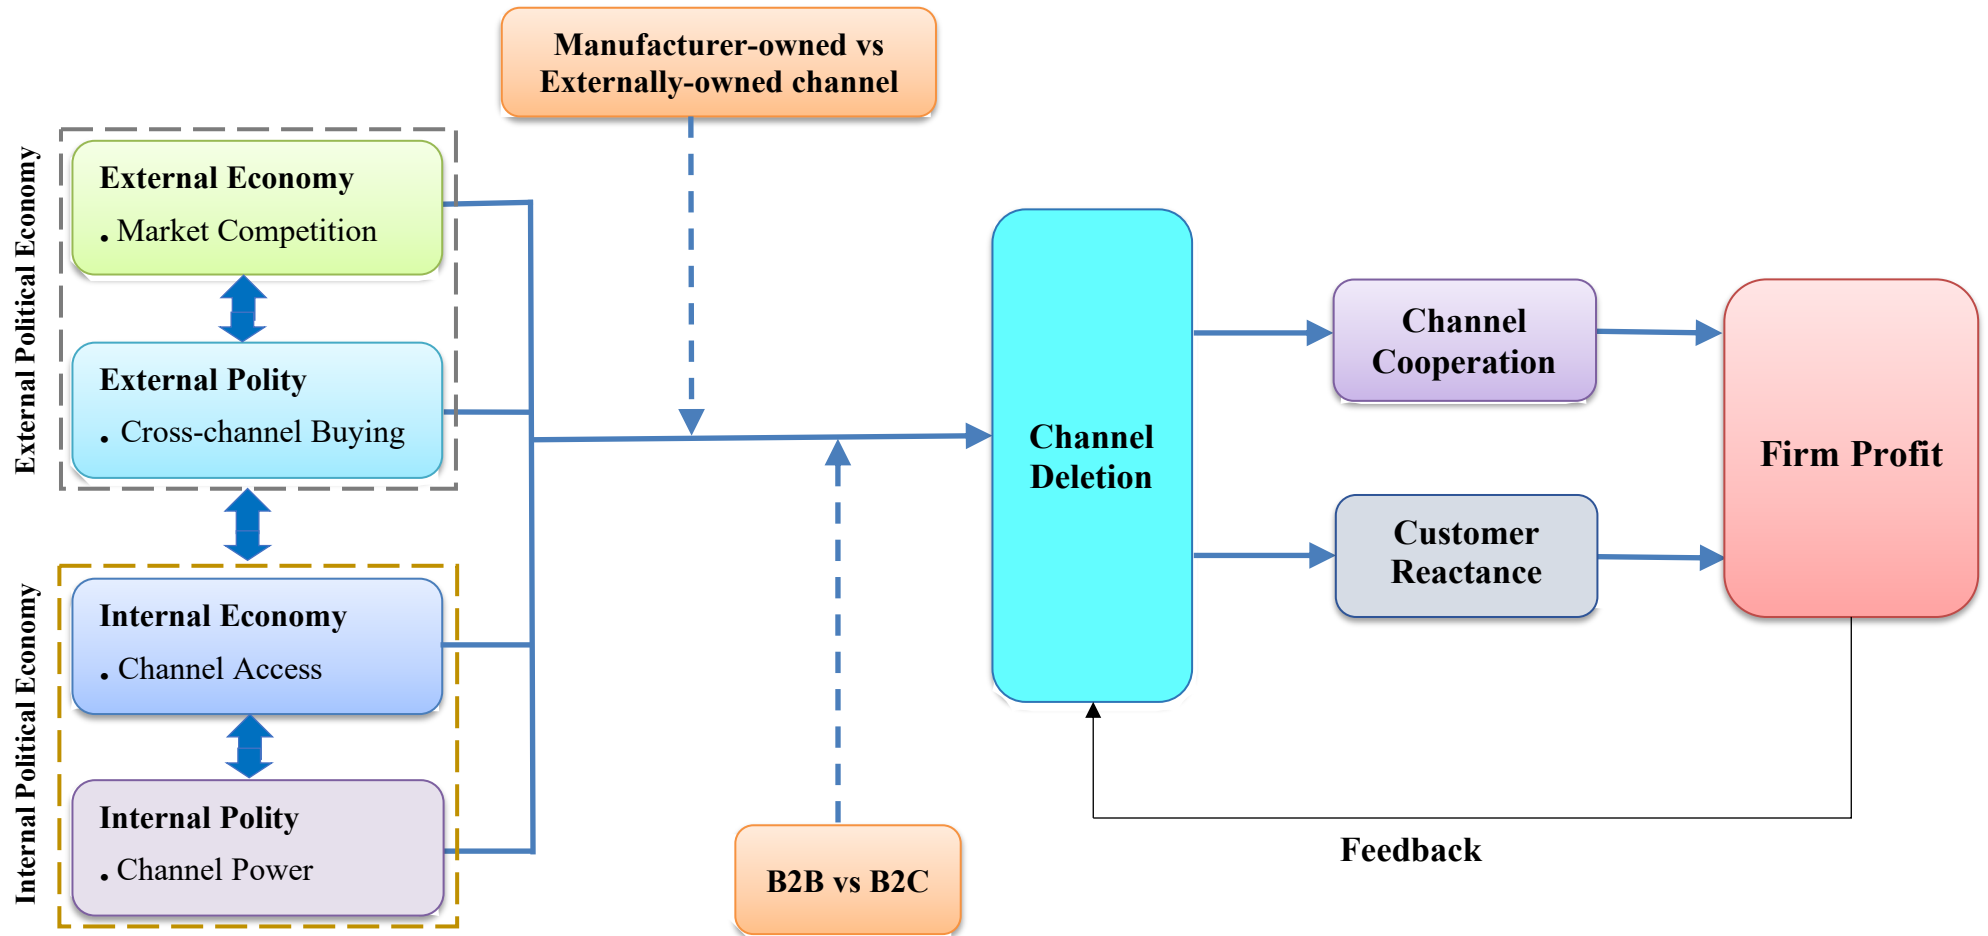 Manufacturer-owned vs
Externally-owned channel
External Political Economy
External Economy
. Market Competition
External Polity
. Cross-channel Buying
Internal Political Economy
Internal Economy
. Channel Access
Internal Polity
. Channel Power
B2B vs B2C
Channel
Deletion
Channel
Cooperation
Customer
Reactance
Firm Profit
Feedback